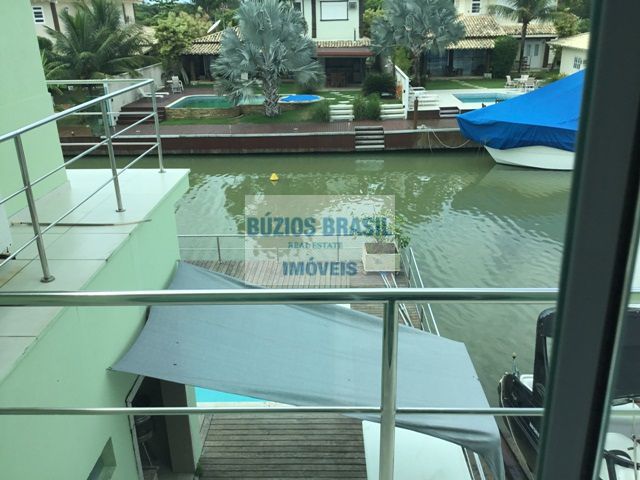 BÚZIOS BRASIL
REAL ESTATE
IMÓVEIS